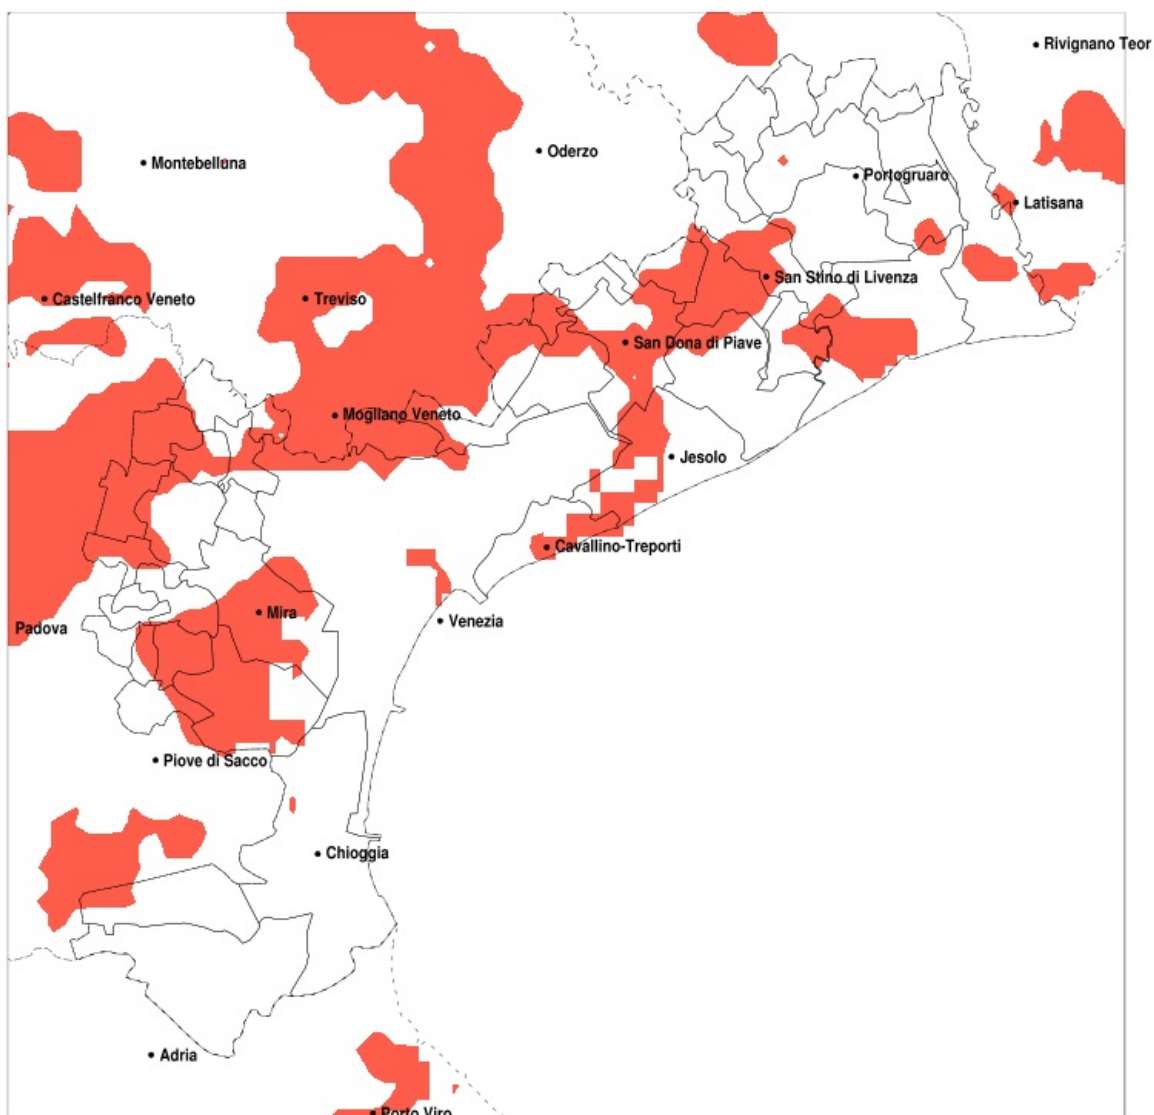 Rivignano Teor
Oderzo
Montebelluna
Portogruaro
Latisana
San Stino di Livenza
Castelfranco Veneto
Treviso
San Dona di Piave
Mogliano Veneto
Jesolo
Cavallino-Treporti
Mira
Venezia
Padova
Piove di Sacco
Chioggia
Adria
Porto Viro